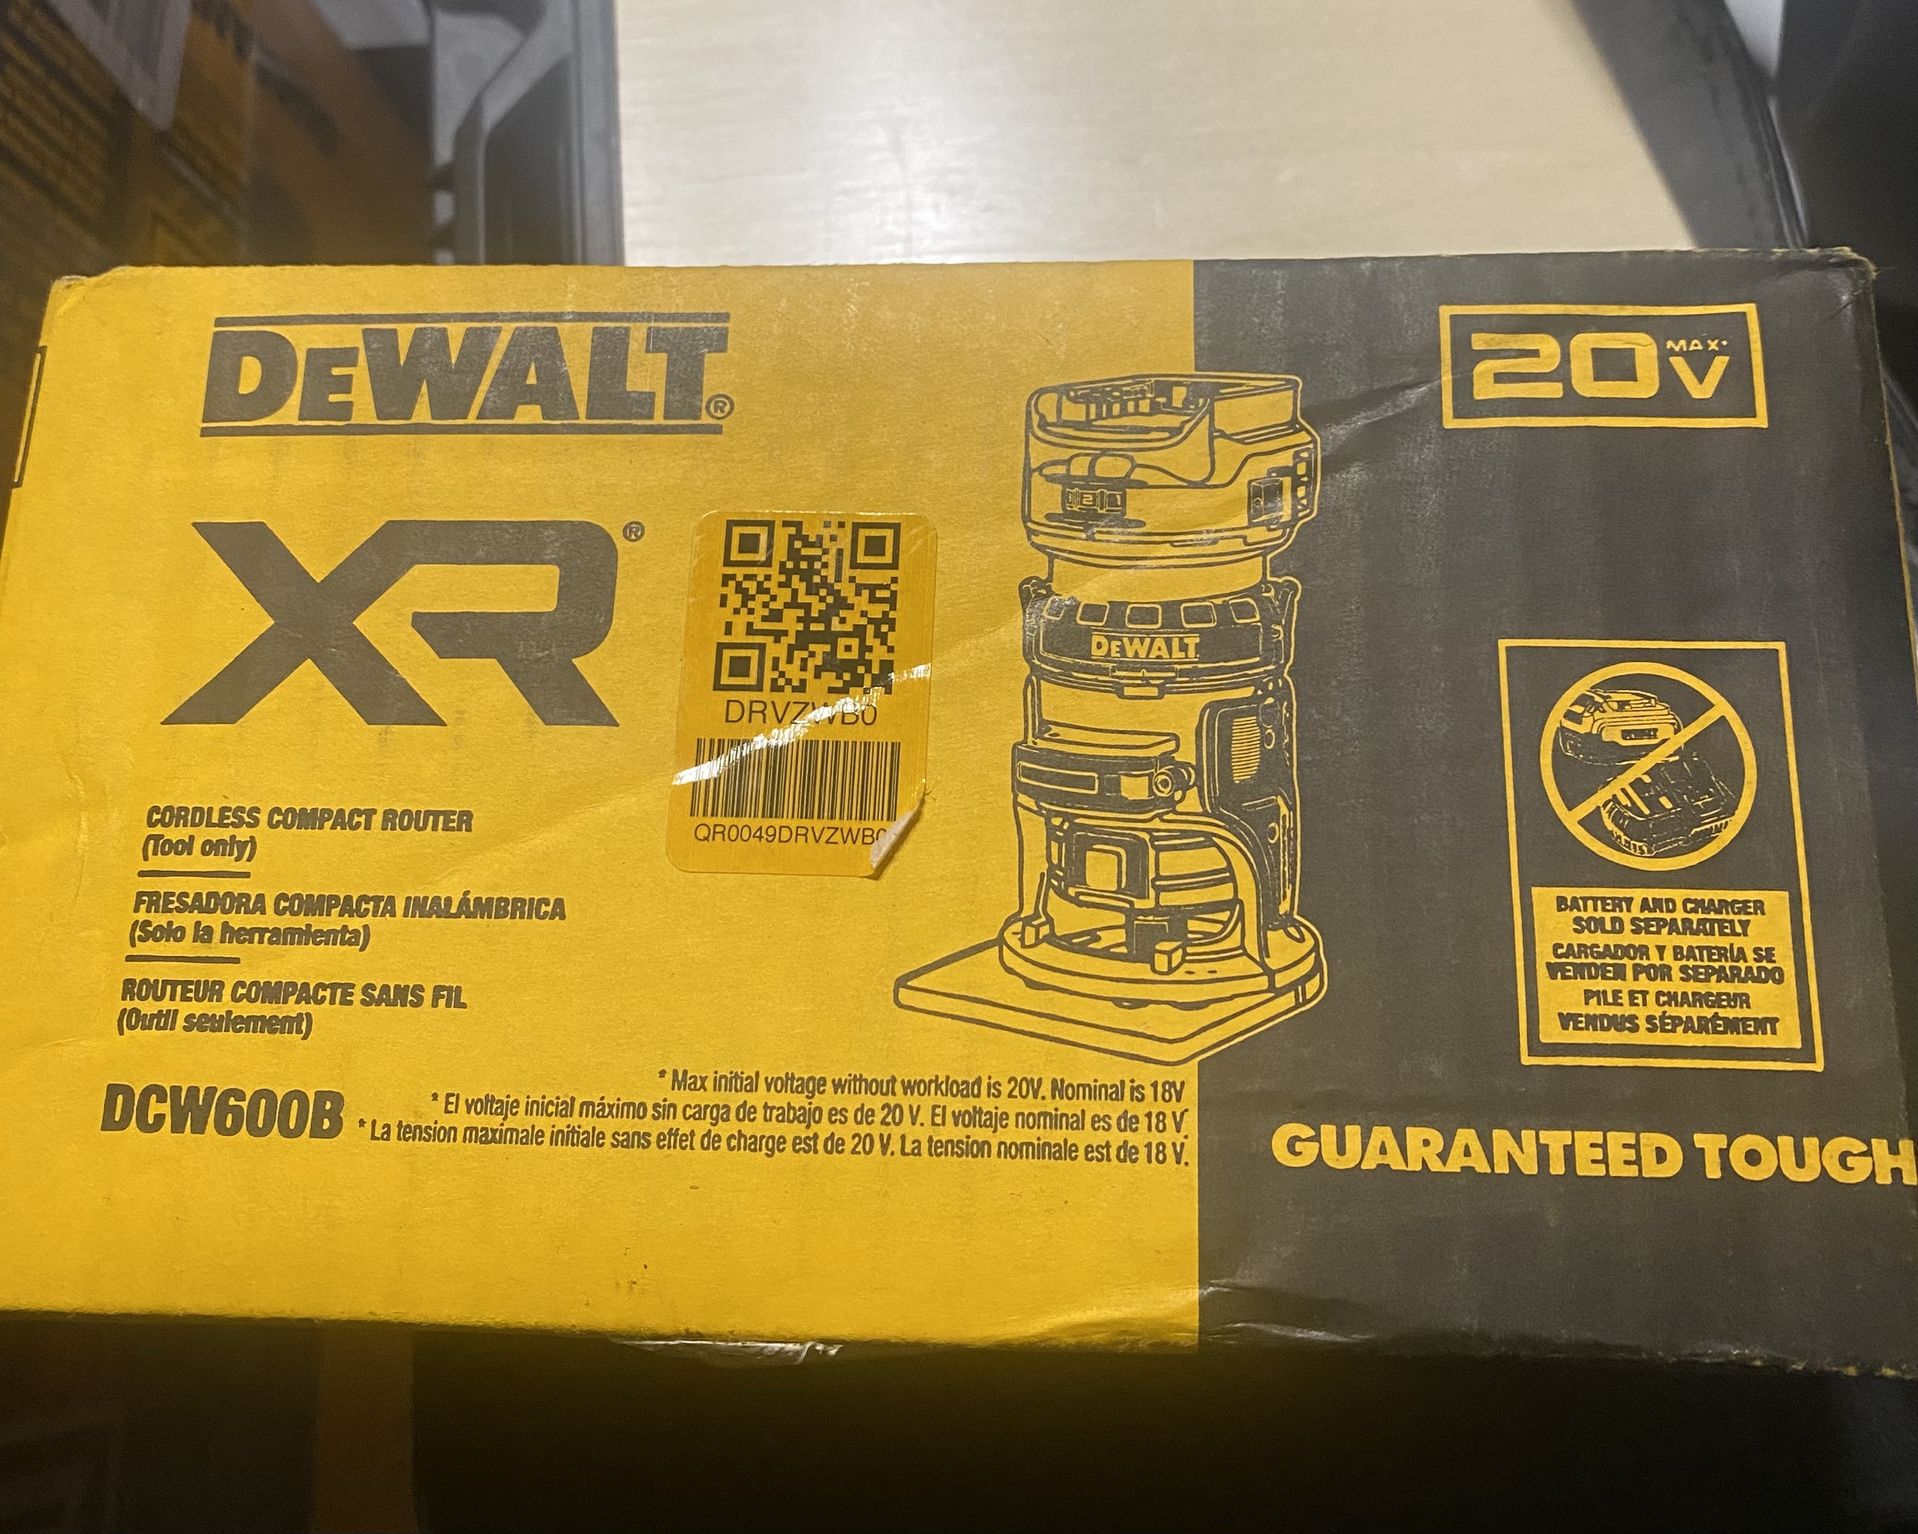 DEWALT®
20V MAX*
XR®
DRVZWB0
QR0049DRVZWB0
DEWALT
CORDLESS COMPACT ROUTER
(Tool only)
FRESADORA COMPACTA INALÁMBRICA
(Solo la herramienta)
ROUTEUR COMPACTE SANS FIL
(Outil seulement)
BATTERY AND CHARGER
SOLD SEPARATELY
CARGADOR Y BATERÍA SE
VENDEN POR SEPARADO
PILE ET CHARGEUR
VENDUS SÉPARÉMENT
DCW600B
* Max initial voltage without workload is 20V. Nominal is 18V
* El voltaje inicial máximo sin carga de trabajo es de 20 V. El voltaje nominal es de 18 V.
* La tension maximale initiale sans effet de charge est de 20 V. La tension nominale est de 18 V.
GUARANTEED TOUGH